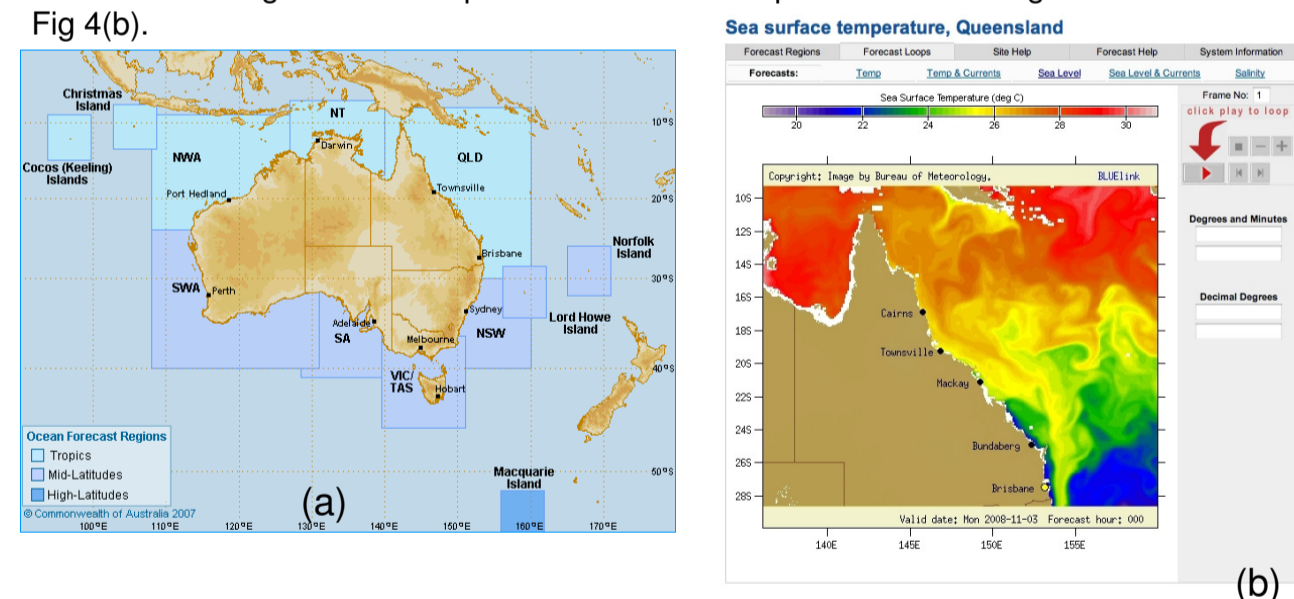 Fig 4(b).
Christmas
Island
Cocos (Keeling)
Islands
NT
Darwin
NWA
QLD
Port Hedland
Townsville
Brisbane
Norfolk
Island
SWA
Perth
Adelaide
SA
Sydney
Melbourne
NSW
Lord Howe
Island
VIC/
TAS
Hobart
Macquarie
Island
10°S
20°S
30°S
40°S
50°S
Ocean Forecast Regions
Tropics
Mid-Latitudes
High-Latitudes
© Commonwealth of Australia 2007
100°E 110°E 120°E 130°E 140°E 150°E 160°E 170°E
(a)
Sea surface temperature, Queensland
Forecast Regions Forecast Loops Site Help Forecast Help System Information
Forecasts: Temp Temp & Currents Sea Level Sea Level & Currents Salinity
Sea Surface Temperature (deg C)
20 22 24 26 28 30
Frame No: 1
click play to loop
Copyright: Image by Bureau of Meteorology. BLUElink
10S
12S
14S
16S
18S
20S
22S
24S
26S
28S
Cairns
Townsville
Mackay
Bundaberg
Brisbane
Valid date: Mon 2008-11-03 Forecast hour: 000
140E 145E 150E 155E
Degrees and Minutes
Decimal Degrees
(b)